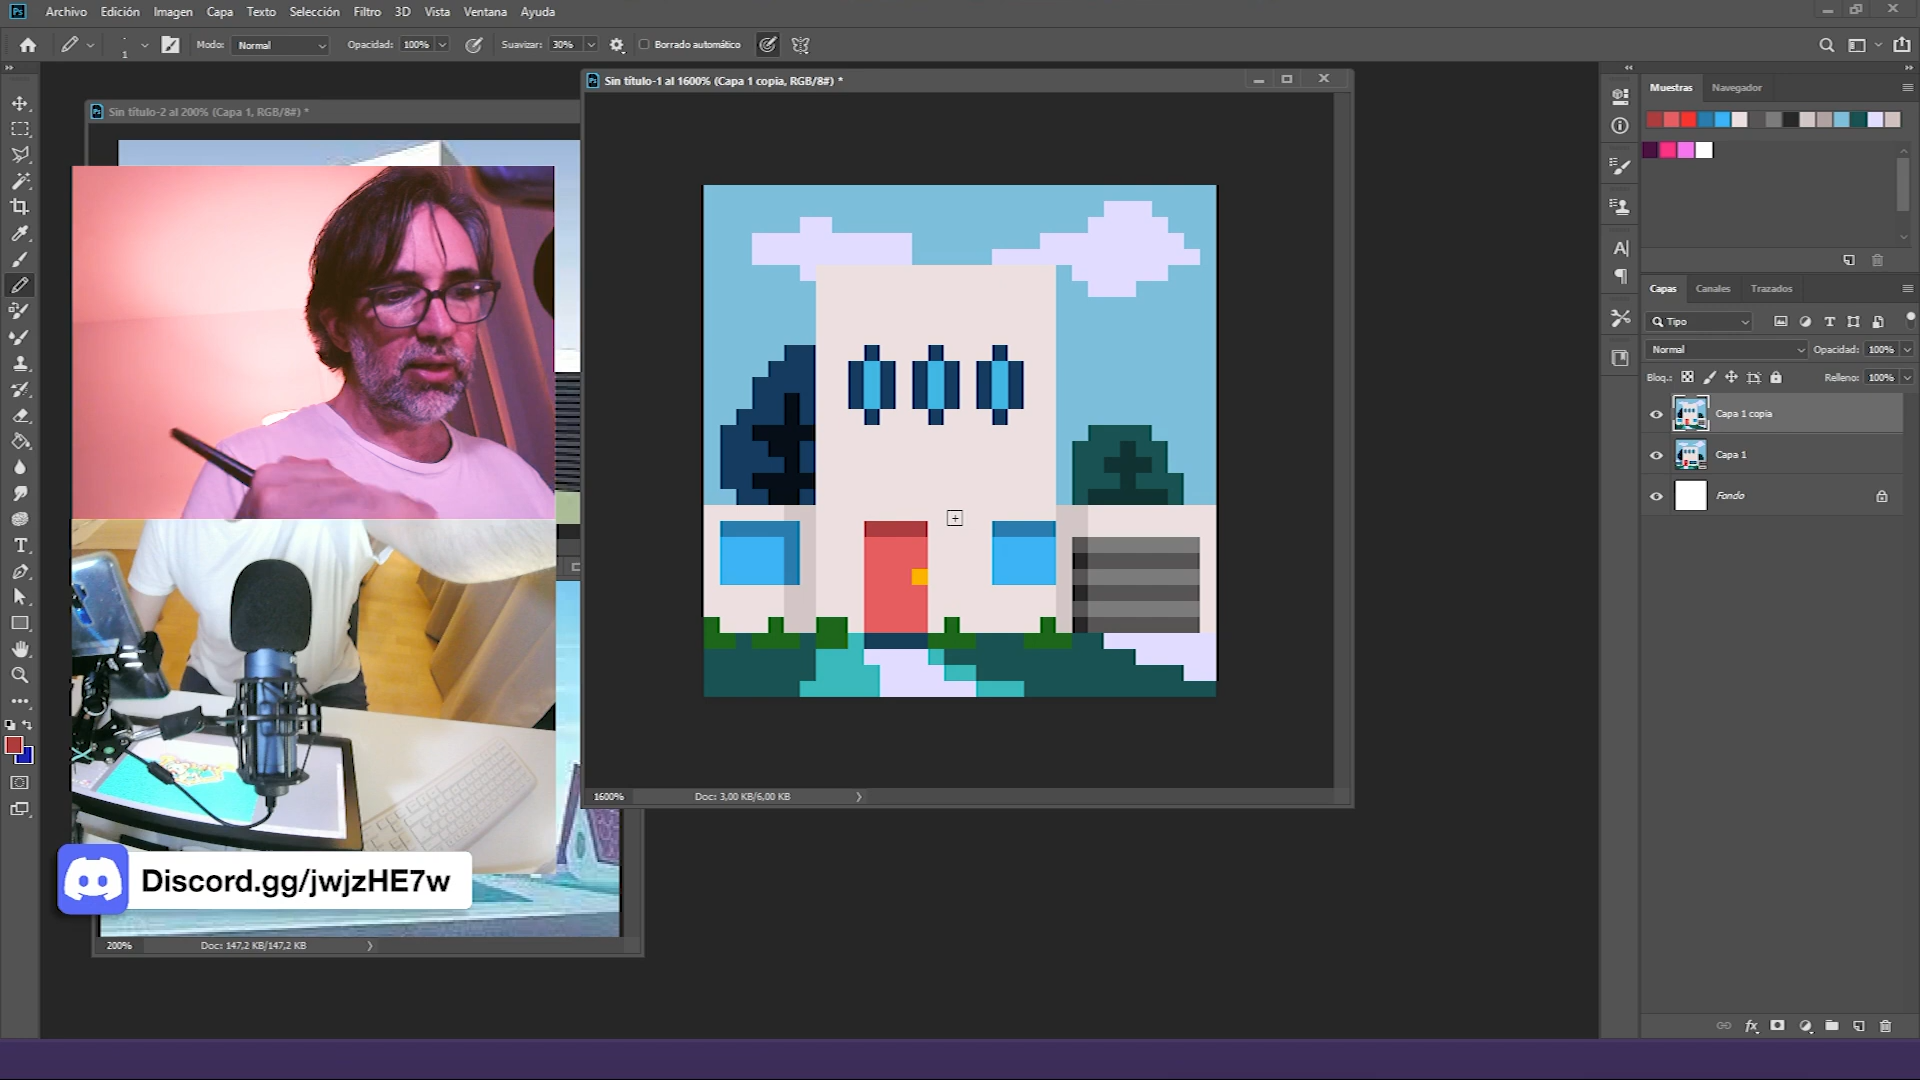 Ps
Archivo Edición Imagen Capa Texto Selección Filtro 3D Vista Ventana Ayuda
1 Modo: Normal Opacidad: 100% Suavizar: 30% Borrado automático
Sin título-1 al 1600% (Capa 1 copia, RGB/8#) *
Sin título-2 al 200% (Capa 1, RGB/8#) *
Muestras Navegador
Capas Canales Trazados
Tipo
Normal Opacidad: 100%
Bloq.: Relleno: 100%
Capa 1 copia
Capa 1
Fondo
1600% Doc: 3,00 KB/6,00 KB
Discord.gg/jwjzHE7w
200% Doc: 147,2 KB/147,2 KB